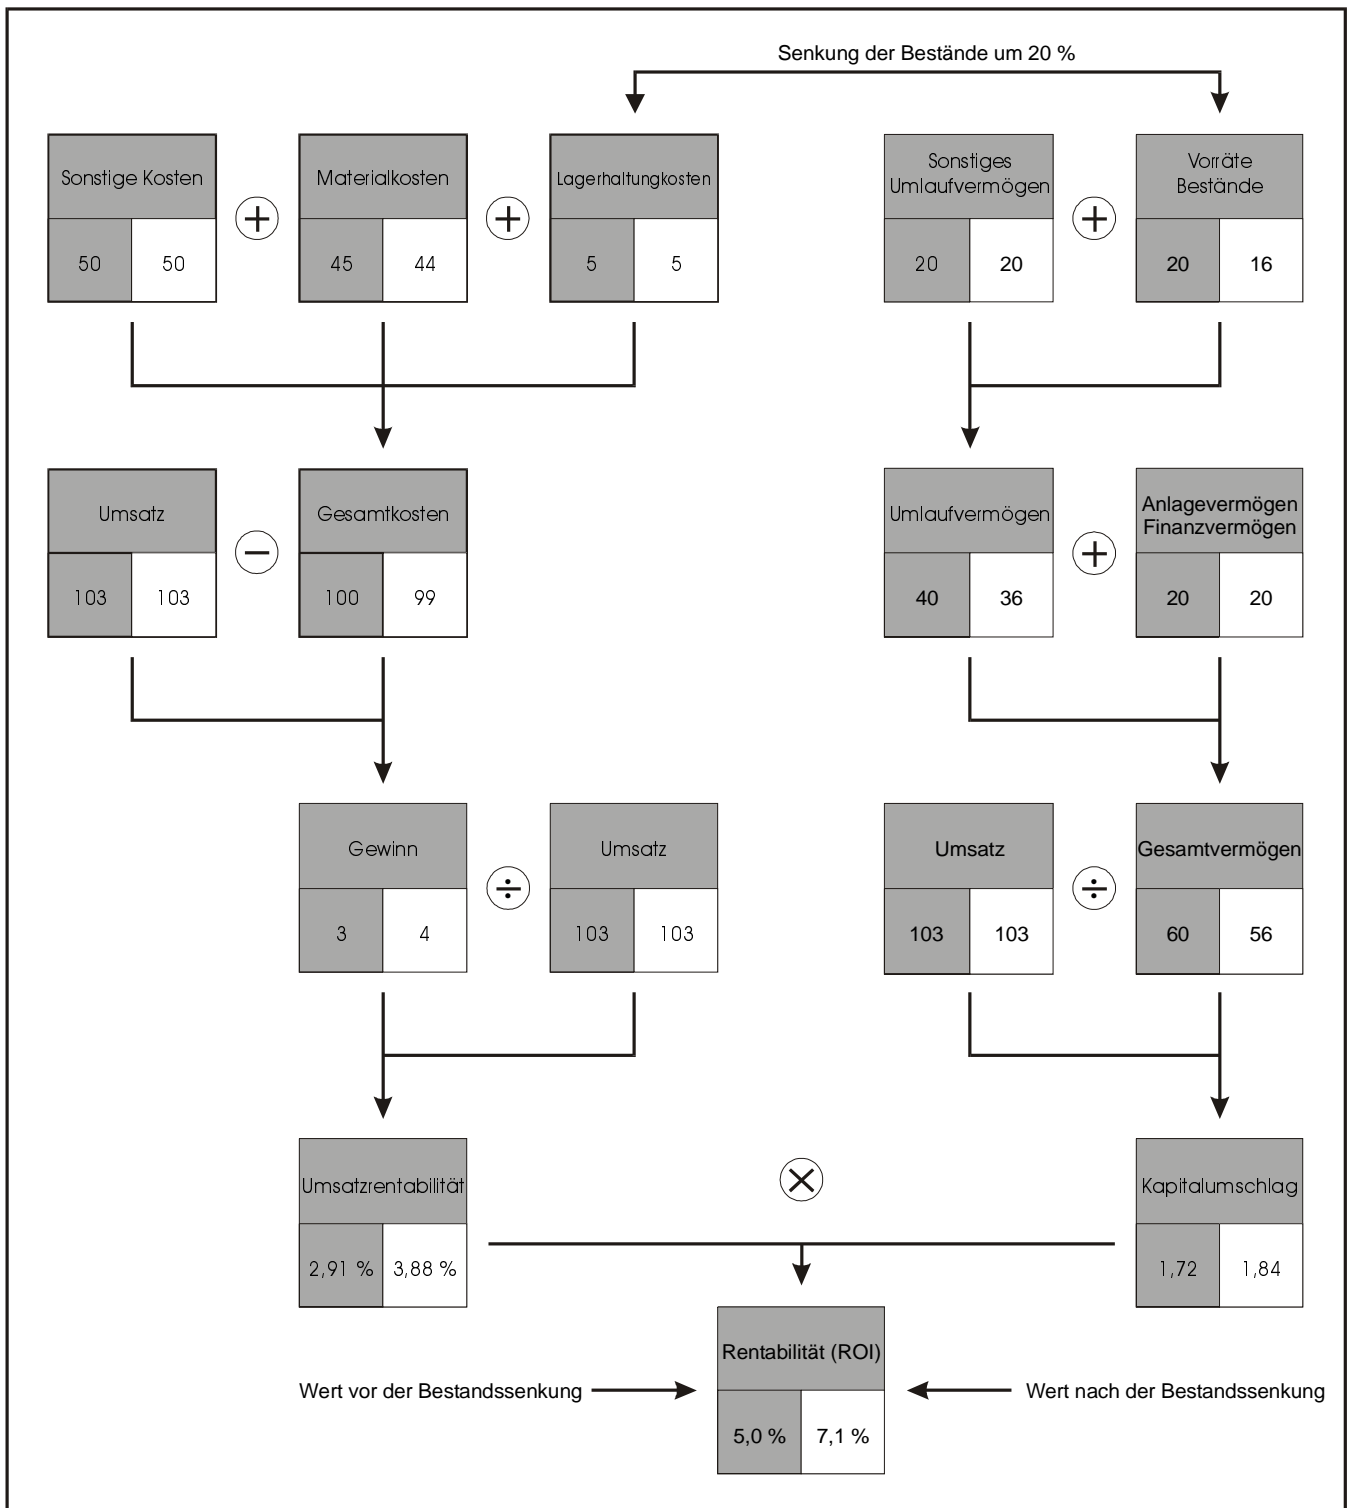 Senkung der Bestände um 20 %
Sonstige Kosten
50 50
+
Materialkosten
45 44
+
Lagerhaltungkosten
5 5
Sonstiges
Umlaufvermögen
20 20
+
Vorräte
Bestände
20 16
Umsatz
103 103
−
Gesamtkosten
100 99
Umlaufvermögen
40 36
+
Anlagevermögen
Finanzvermögen
20 20
Gewinn
3 4
÷
Umsatz
103 103
Umsatz
103 103
÷
Gesamtvermögen
60 56
Umsatzrentabilität
2,91 % 3,88 %
×
Kapitalumschlag
1,72 1,84
Rentabilität (ROI)
Wert vor der Bestandssenkung
5,0 % 7,1 %
Wert nach der Bestandssenkung